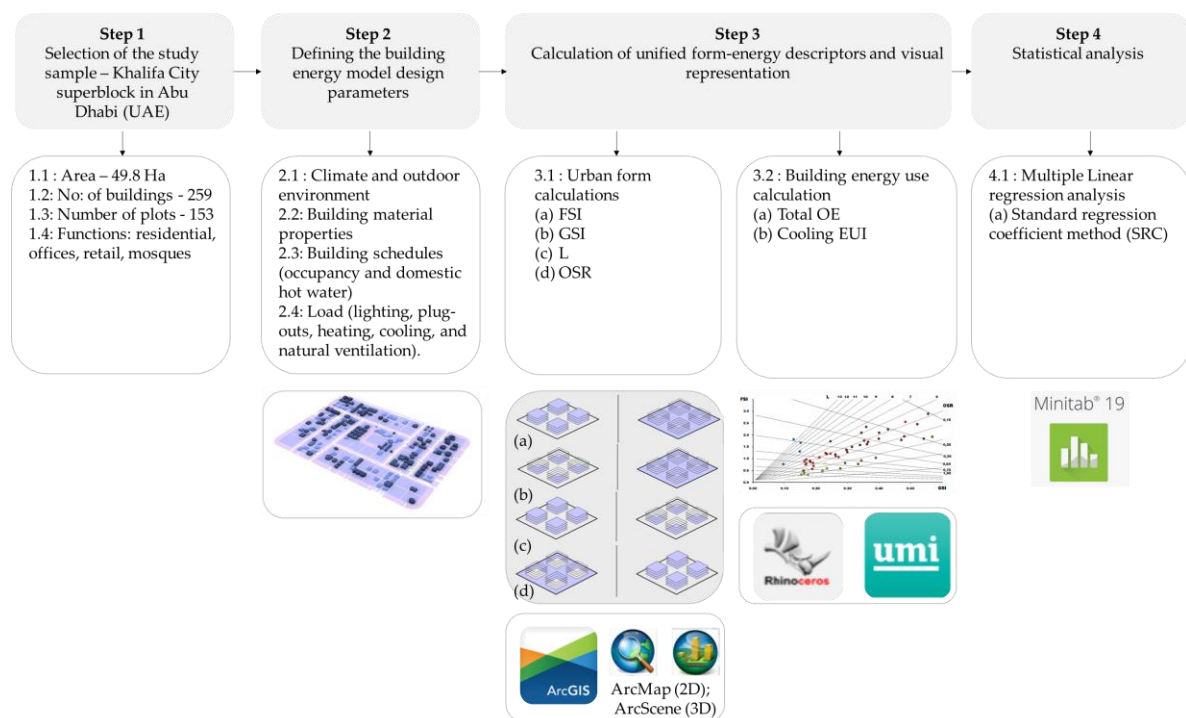 Step 1
Selection of the study
sample – Khalifa City
superblock in Abu
Dhabi (UAE)
Step 2
Defining the building
energy model design
parameters
Step 3
Calculation of unified form-energy descriptors and visual
representation
Step 4
Statistical analysis
1.1 : Area – 49.8 Ha
1.2: No: of buildings - 259
1.3: Number of plots - 153
1.4: Functions: residential,
offices, retail, mosques
2.1 : Climate and outdoor
environment
2.2: Building material
properties
2.3: Building schedules
(occupancy and domestic
hot water)
2.4: Load (lighting, plug-
outs, heating, cooling, and
natural ventilation).
3.1 : Urban form
calculations
(a) FSI
(b) GSI
(c) L
(d) OSR
3.2 : Building energy use
calculation
(a) Total OE
(b) Cooling EUI
4.1 : Multiple Linear
regression analysis
(a) Standard regression
coefficient method (SRC)
(a)
(b)
(c)
(d)
FSI
L
OSR
GSI
Rhinoceros
umi
Minitab® 19
ArcGIS
ArcMap (2D);
ArcScene (3D)